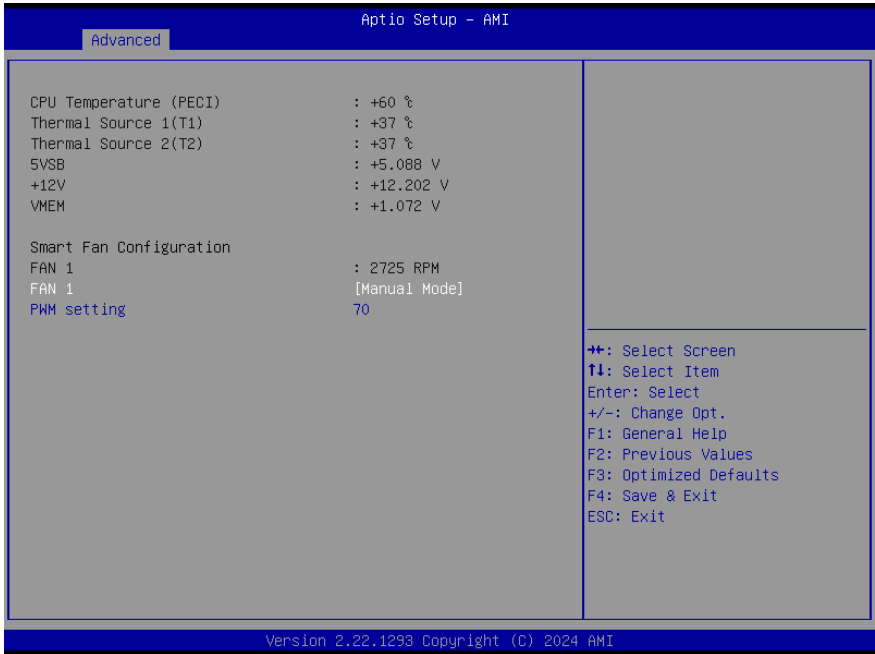 Aptio Setup – AMI
Advanced
CPU Temperature (PECI) : +60 ℃
Thermal Source 1(T1) : +37 ℃
Thermal Source 2(T2) : +37 ℃
5VSB : +5.088 V
+12V : +12.202 V
VMEM : +1.072 V
Smart Fan Configuration
FAN 1 : 2725 RPM
FAN 1 [Manual Mode]
PWM setting 70
→←: Select Screen
↑↓: Select Item
Enter: Select
+/-: Change Opt.
F1: General Help
F2: Previous Values
F3: Optimized Defaults
F4: Save & Exit
ESC: Exit
Version 2.22.1293 Copyright (C) 2024 AMI